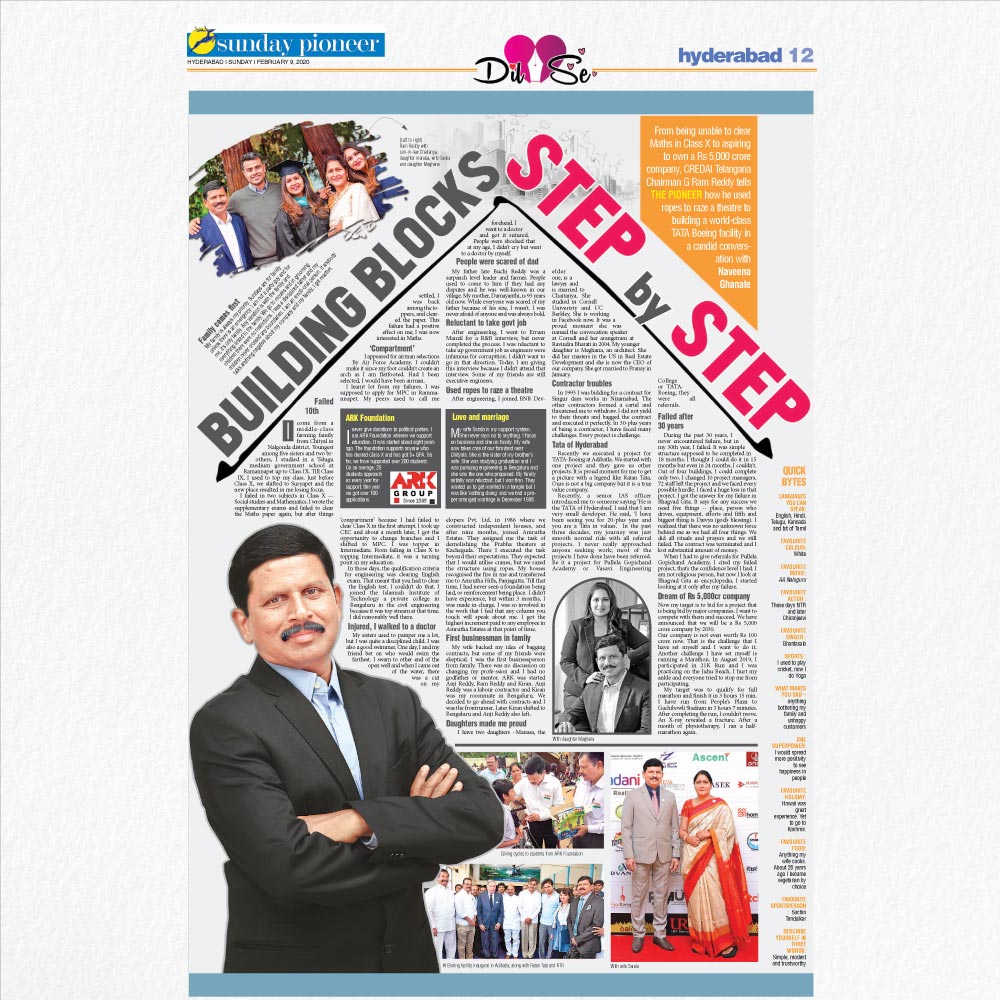 sunday pioneer
HYDERABAD | SUNDAY | FEBRUARY 9, 2020
Dil Se
hyderabad 12
(Left to right)
Ram Reddy with
son-in-law Chaitanya,
daughter Manasa, wife Sarala
and daughter Meghana
BUILDING BLOCKS
STEP by STEP
From being unable to clear
Maths in Class X to aspiring
to own a Rs 5,000 crore
company, CREDAI Telangana
Chairman G Ram Reddy tells
THE PIONEER how he used
ropes to raze a theatre to
building a world-class
TATA Boeing facility in
a candid convers-
ation with
Naveena
Ghanate
Family comes first
Failed
10th
I come from a
middle-class
farming family
from Chityal in
Nalgonda district. Youngest
among five sisters and two br-
others, I studied in a Telugu
medium government school at
Ramannapet up to Class IX. Till Class
IX, I used to top my class. Just before
Class X, we shifted to Suryapet and the
new place resulted in me turning lousy.
I failed in two subjects in Class X —
Social studies and Mathematics. I wrote the
supplementary exams and failed to clear
the Maths paper again, but after things
settled, I
was back
among the to-
ppers, and clear-
ed the paper. This
failure had a positive
effect on me; I was now
interested in Maths.
'Compartment'
I appeared for airman selections
By Air Force Academy. I couldn't
make it since my foot couldn't create an
arch as I am flatfooted. Had I been
selected, I would have been airman.
I learnt lot from my failures. I was
supposed to apply for MPC in Ramma-
nnapet. My peers used to call me
ARK Foundation
I never give donations to political parties. I
run ARK Foundation wherein we support
education. It was started about eight years
ago. The foundation supports anyone who
has cleared Class X and has got 9+ GPA. So
far, we have supported over 200 students.
On an average, 25
students approach
us every year for
support; this year
we got over 100
applications.
ARK
GROUP
Since 1989
Love and marriage
My wife Sarala is my support system.
She never says no to anything. I focus
on business and she on family. My wife
now takes care of our firm/and own
Chityala. She is the sister of my brother's
wife. She was studying graduation and I
was pursuing engineering in Bengaluru and
she was the one who proposed. My family
initially was reluctant, but I won them. They
wanted us to get married in a temple but I
was like 'nothing doing' and we had a pro-
per arranged marriage in December 1989.
'compartment' because I had failed to
clear Class X in the first attempt. I took up
CEC and about a month later, I got the
opportunity to change branches and I
shifted to MPC. I was topper in
Intermediate. From failing in Class X to
topping Intermediate, it was a turning
point in my education.
In those days, the qualification criteria
for engineering was clearing English
exam. That meant that you had to clear
the English test. I couldn't do that. I
joined the Islamiah Institute of
Technology a private college in
Bengaluru in the civil engineering
because it was top stream at that time.
I did reasonably well there.
Injured, I walked to a doctor
My sisters used to pamper me a lot,
but I was quite a disciplined child. I was
also a good swimmer. One day, I and my
friend bet on who would swim the
farthest. I swam to other end of the
open well and when I came out
of the water, there
was a cut
on my
forehead. I
went to a doctor
and got it sutured.
People were shocked that
at my age, I didn't cry but went
to a doctor by myself.
People were scared of dad
My father late Buchi Reddy was a
sarpanch level leader and farmer. People
used to come to him if they had any
disputes and he was well-known in our
village. My mother, Damayanthi, is 93 years
old now. While everyone was scared of my
father because of his size, I wasn't. I was
never afraid of anyone and was always bold.
Reluctant to take govt job
After engineering, I went to Erram
Manzil for a R&B interview, but never
completed the process. I was reluctant to
take up government job as engineers were
infamous for corruption. I didn't want to
go in that direction. Today, I am giving
this interview because I didn't attend that
interview. Some of my friends are still
executive engineers.
Used ropes to raze a theatre
After engineering, I joined BNR Dev-
elopers Pvt. Ltd. in 1986 where we
constructed independent houses, and
after nine months, joined Amrutha
Estates. They assigned me the task of
demolishing the Prabha theaters at
Kacheguda. There I executed the task
beyond their expectations. They expected
that I would utilise cranes, but we razed
the structure using ropes. My bosses
recognised the fire in me and transferred
me to Amrutha Hills, Panjagutta. Till that
time, I had never seen a foundation being
laid, or reinforcement being place. I didn't
have experience, but within 3 months, I
was made in charge. I was so involved in
the work that I feel that any column you
touch will speak about me. I got the
highest increment paid to any employee in
Amrutha Estates at that point of time.
First businessman in family
My wife backed my idea of bagging
contracts, but some of my friends were
skeptical. I was the first businessperson
from family. There was no discussion on
changing my profe-ssion and I had no
godfather or mentor. ARK was started
Anji Reddy, Ram Reddy and Kiran. Anji
Reddy was a labour contractor and Kiran
was my roommate in Bengaluru. We
decided to go ahead with contracts and I
was the frontrunner. Later Kiran shifted to
Bengaluru and Anji Reddy also left.
Daughters made me proud
I have two daughters –Manasa, the
elder
one, is a
lawyer and
is married to
Chaitanya. She
studied in Cornell
University and UC
Berkley. She is working
in Facebook now. It was a
proud moment she was
named the convocation speaker
at Cornell and her arangetram at
Ravindra Bharati in 2004. My younger
daughter is Meghana, an architect. She
did her masters in the US in Real Estate
Development and she is now the CEO of
our company. She got married to Pranay in
January.
Contractor troubles
In 1995 I was bidding for a contract for
Singur dam works at Nizamabad. The
other contractors formed a cartel and
threatened me to withdraw. I did not yield
to their threats and bagged the contract
and executed it perfectly. In 30-plus years
of being a contractor, I have faced many
challenges. Every project is challenge.
Tata of Hyderabad
Recently we executed a project for
TATA-Boeing at Adibatla. We started with
one project and they gave us other
projects. It is proud moment for me to get
a picture with a legend like Ratan Tata.
Ours is not a big company but it is a true
value company.
Recently, a senior IAS officer
introduced me to someone saying 'He is
the TATA of Hyderabad'. I said that I am
very small developer. He said, 'I have
been seeing you for 20-plus year and
you are a Tata in values'. In the past
three decades, my journey was just
smooth normal ride with all referral
projects. I never really approached
anyone seeking work; most of the
projects I have done have been referred.
Be it a project for Pullela Gopichand
Academy or Vasavi Engineering
College
or TATA-
Boeing, they
were all
referrals.
Failed after
30 years
During the past 30 years, I
never encountered failure, but in
my 30th year, I failed. It was simple
structure supposed to be completed in
18 months. I thought I could do it in 15
months but even in 24 months, I couldn't.
Out of four buildings, I could complete
only two. I changed 10 project managers,
72 staff left the project and we faced every
possible hurdle, I faced a huge loss in that
project. I got the answer for my failure in
Bhagavad Gita. It says for any success we
need five things — place, person who
drives, equipment, efforts and fifth and
biggest thing is Daivya (gods blessing). I
realized that there was no unknown force
behind me as we had all four things. We
did all rituals and prayers and we still
failed. The contract was terminated and I
lost substantial amount of money.
When I had to give referrals for Pullela
Gopichand Academy, I cited my failed
project, that's the confidence level I had. I
am not religious person, but now I look at
Bhagvad Gita as encyclopedia. I started
looking at it only after my failure.
Dream of Rs 5,000cr company
Now my target is to bid for a project that
is being bid by major companies. I want to
compete with them and succeed. We have
announced that we will be a Rs 5,000
crore company by 2030.
Our company is not even worth Rs 100
crore now. That is the challenge that I
have set myself and I want to do it.
Another challenge I have set myself is
running a Marathon. In August 2019, I
participated in 21K Run and I was
practicing on the Juhu Beach. I hurt my
ankle and everyone tried to stop me from
participating.
My target was to qualify for full
marathon and finish it in 3 hours 15 min.
I have run from People's Plaza to
Gachibowli Stadium in 3 hours 7 minutes.
After completing the run, I couldn't move.
An X-ray revealed a fracture. After a
month of physiotherapy, I ran a half-
marathon again.
With daughter Meghana
QUICK
BYTES
LANGUAGES
YOU CAN
SPEAK:
English, Hindi,
Telugu, Kannada
and bit of Tamil
FAVOURITE
COLOUR:
White
FAVOURITE
MOVIE:
AA Naluguru
FAVOURITE
ACTOR :
Those days NTR
and later
Chiranjeevi
FAVOURITE
SINGER :
Ghantasala
SPORTS :
I used to play
cricket, now I
do Yoga
WHAT MAKES
YOU SAD –
anything
bothering my
family and
unhappy
customers
ONE
SUPERPOWER:
I would spread
more positivity
to see
happiness in
people
FAVOURITE
HOLIDAY:
Hawaii was
great
experience. Yet
to go to
Kashmir.
FAVOURITE
FOOD:
Anything my
wife cooks.
About 26 years
ago I became
vegetarian by
choice
FAVOURITE
SPORTSPERSON
Sachin
Tendulkar
DESCRIBE
YOURSELF IN
THREE
WORDS:
Simple, modest
and trustworthy
Giving cycles to students from ARK Foundation
At Boeing facility inaugural in Adibatla, along with Ratan Tata and KTR
Ascent
With wife Sarala